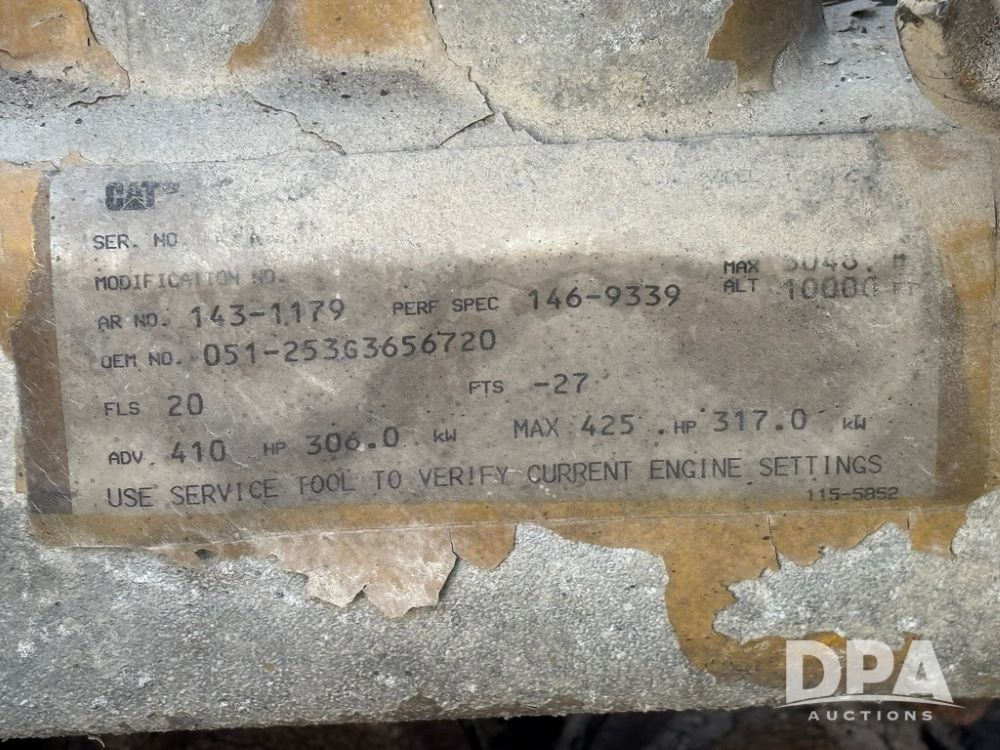 CAT
SER. NO
MODIFICATION NO.
MAX 3048. M
AR NO. 143-1179 PERF SPEC 146-9339 ALT 10000 FT
OEM NO. 051-253G3656720
FLS 20 FTS -27
ADV. 410 HP 306.0 kW MAX 425 .HP 317.0 kW
USE SERVICE TOOL TO VERIFY CURRENT ENGINE SETTINGS
115-5852
DPA
AUCTIONS